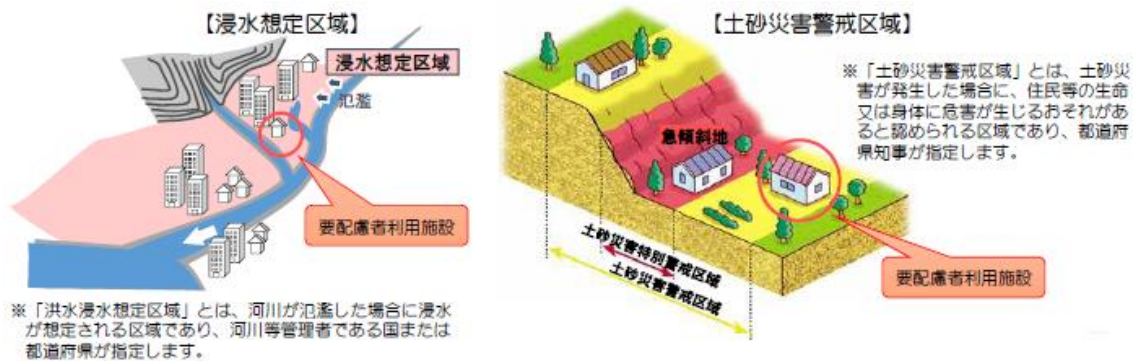 【浸水想定区域】
浸水想定区域
氾濫
要配慮者利用施設
※「洪水浸水想定区域」とは、河川が氾濫した場合に浸水
が想定される区域であり、河川等管理者である国または
都道府県が指定します。
【土砂災害警戒区域】
※「土砂災害警戒区域」とは、土砂災
害が発生した場合に、住民等の生命
又は身体に危害が生じるおそれがあ
ると認められる区域であり、都道府
県知事が指定します。
急傾斜地
土砂災害特別警戒区域
土砂災害警戒区域
要配慮者利用施設